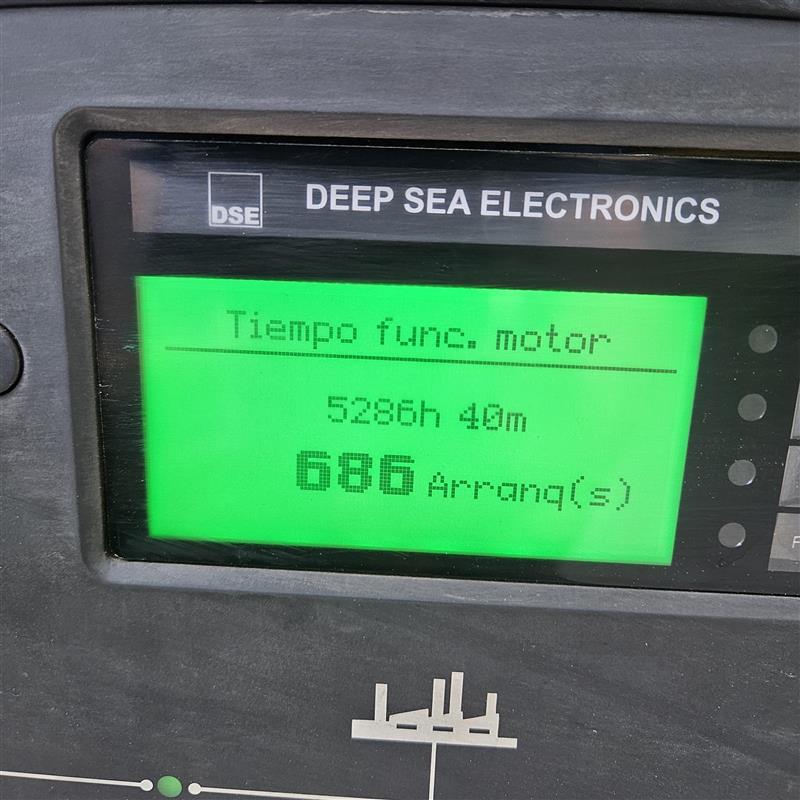 DSE DEEP SEA ELECTRONICS
Tiempo func. motor
5286h 40m
686 Arranq(s)